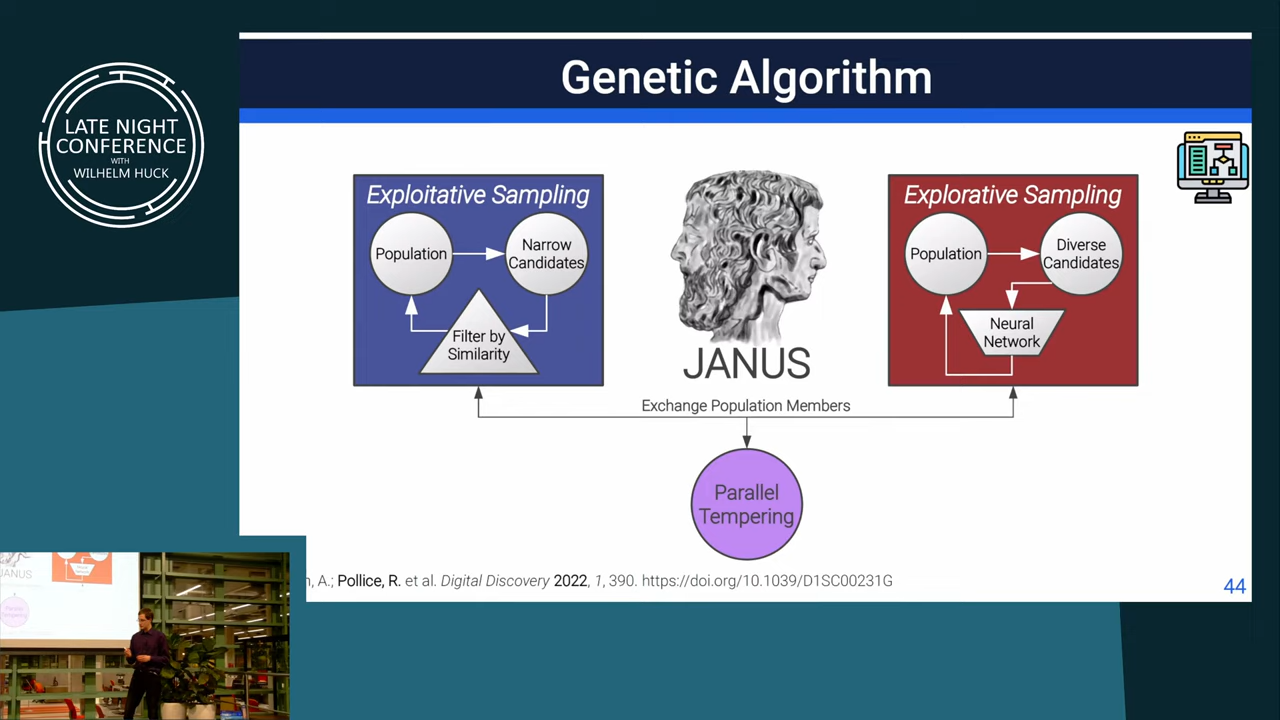 LATE NIGHT
CONFERENCE
WITH
WILHELM HUCK
Genetic Algorithm
Exploitative Sampling
Population
Narrow
Candidates
Filter by
Similarity
JANUS
Explorative Sampling
Population
Diverse
Candidates
Neural
Network
Exchange Population Members
Parallel
Tempering
A.; Pollice, R. et al. Digital Discovery 2022, 1, 390. https://doi.org/10.1039/D1SC00231G
44
JANUS